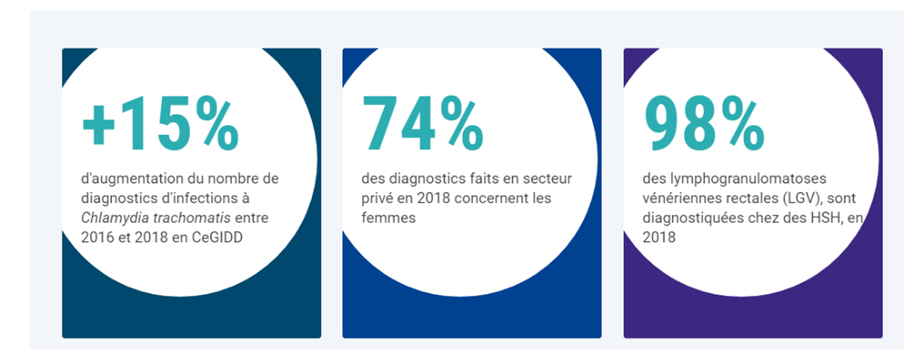 +15%
d'augmentation du nombre de
diagnostics d'infections à
Chlamydia trachomatis entre
2016 et 2018 en CeGIDD
74%
des diagnostics faits en secteur
privé en 2018 concernent les
femmes
98%
des lymphogranulomatoses
vénériennes rectales (LGV), sont
diagnostiquées chez des HSH, en
2018